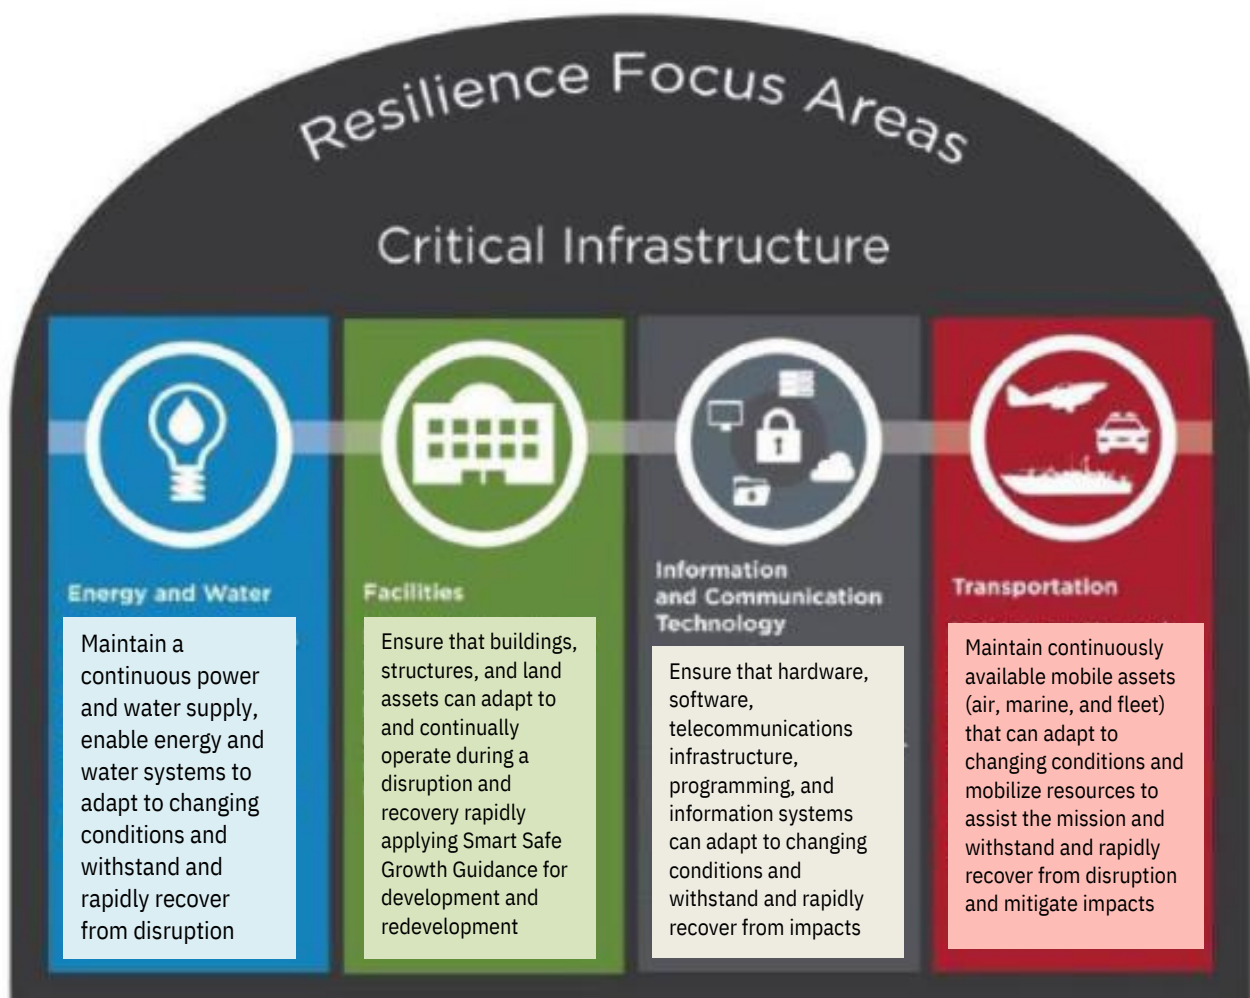 Resilience Focus Areas
Critical Infrastructure
Energy and Water
Maintain a
continuous power
and water supply,
enable energy and
water systems to
adapt to changing
conditions and
withstand and
rapidly recover
from disruption
Facilities
Ensure that buildings,
structures, and land
assets can adapt to
and continually
operate during a
disruption and
recovery rapidly
applying Smart Safe
Growth Guidance for
development and
redevelopment
Information
and Communication
Technology
Ensure that hardware,
software,
telecommunications
infrastructure,
programming, and
information systems
can adapt to changing
conditions and
withstand and rapidly
recover from impacts
Transportation
Maintain continuously
available mobile assets
(air, marine, and fleet)
that can adapt to
changing conditions and
mobilize resources to
assist the mission and
withstand and rapidly
recover from disruption
and mitigate impacts